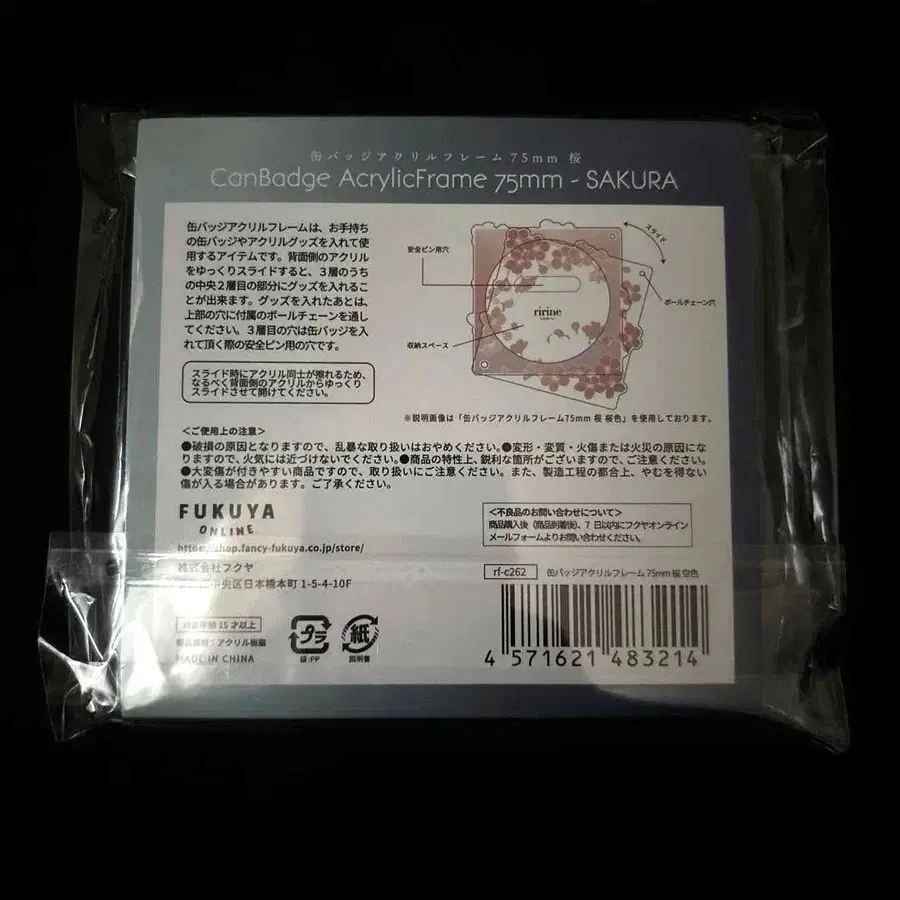 缶バッジアクリルフレーム 75mm 桜
CanBadge AcrylicFrame 75mm - SAKURA
缶バッジアクリルフレームは、お手持ち
の缶バッジやアクリルグッズを入れて使
用するアイテムです。背面側のアクリル
をゆっくりスライドすると、3層のうち
の中央2層目の部分にグッズを入れるこ
とが出来ます。グッズを入れたあとは、
上部の穴に付属のボールチェーンを通し
てください。3層目の穴は缶バッジを入
れて頂く際の安全ピン用の穴です。
スライド時にアクリル同士が擦れるため、
なるべく背面側のアクリルからゆっくり
スライドさせて開けてください。
安全ピン用穴
スライド
ririne
ボールチェーン穴
収納スペース
※説明画像は「缶バッジアクリルフレーム75mm 桜 桜色」を使用しております。
<ご使用上の注意>
●破損の原因となりますので、乱暴な取り扱いはおやめください。●変形・変質・火傷または火災の原因にな
りますので、火気には近づけないでください。●商品の特性上、鋭利な箇所がございますので、ご注意ください。
●大変傷が付きやすい商品ですので、取り扱いにご注意ください。また、製造工程の都合上、やむを得ない
傷が入る場合があります。ご了承ください。
FUKUYA
ONLINE
https://shop.fancy-fukuya.co.jp/store/
株式会社フクヤ
中央区日本橋本町 1-5-4-10F
<不良品のお問い合わせについて>
商品購入後(商品到着後)、7日以内にフクヤオンライン
メールフォームよりお問い合わせください。
rf-c262 缶バッジアクリルフレーム 75mm 桜 空色
対象年齢 15才以上
アクリル樹脂
MADE IN CHINA
プラ
袋:PP
紙
説明書
4 571621 483214